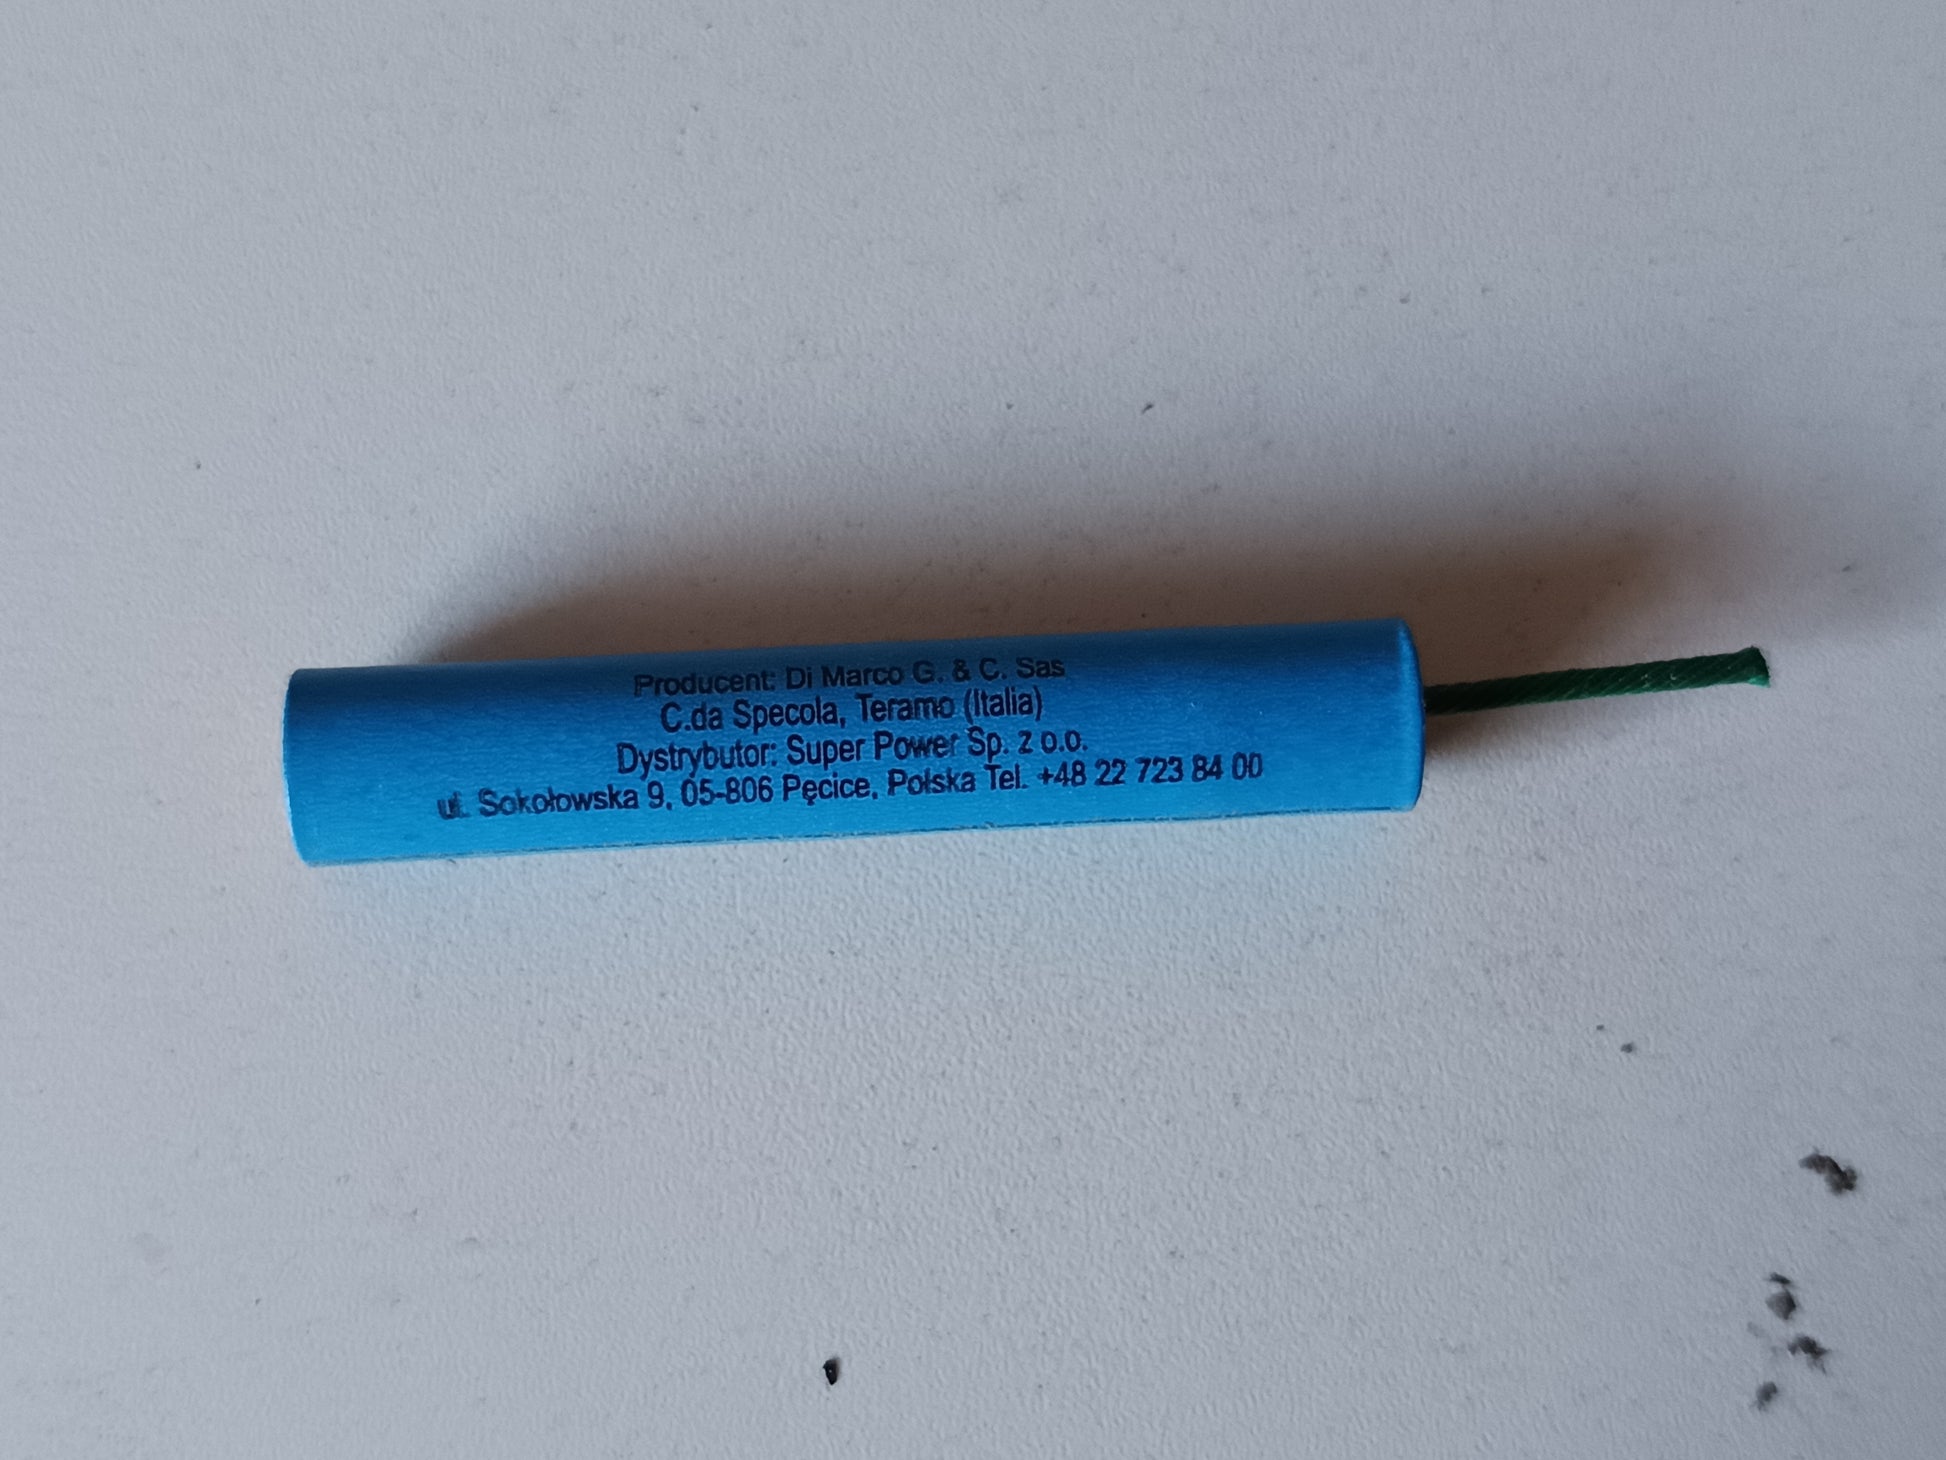 Producent: Di Marco G. & C. Sas
C.da Specola, Teramo (Italia)
Dystrybutor: Super Power Sp. z o.o.
ul. Sokołowska 9, 05-806 Pęcice, Polska Tel. +48 22 723 84 00